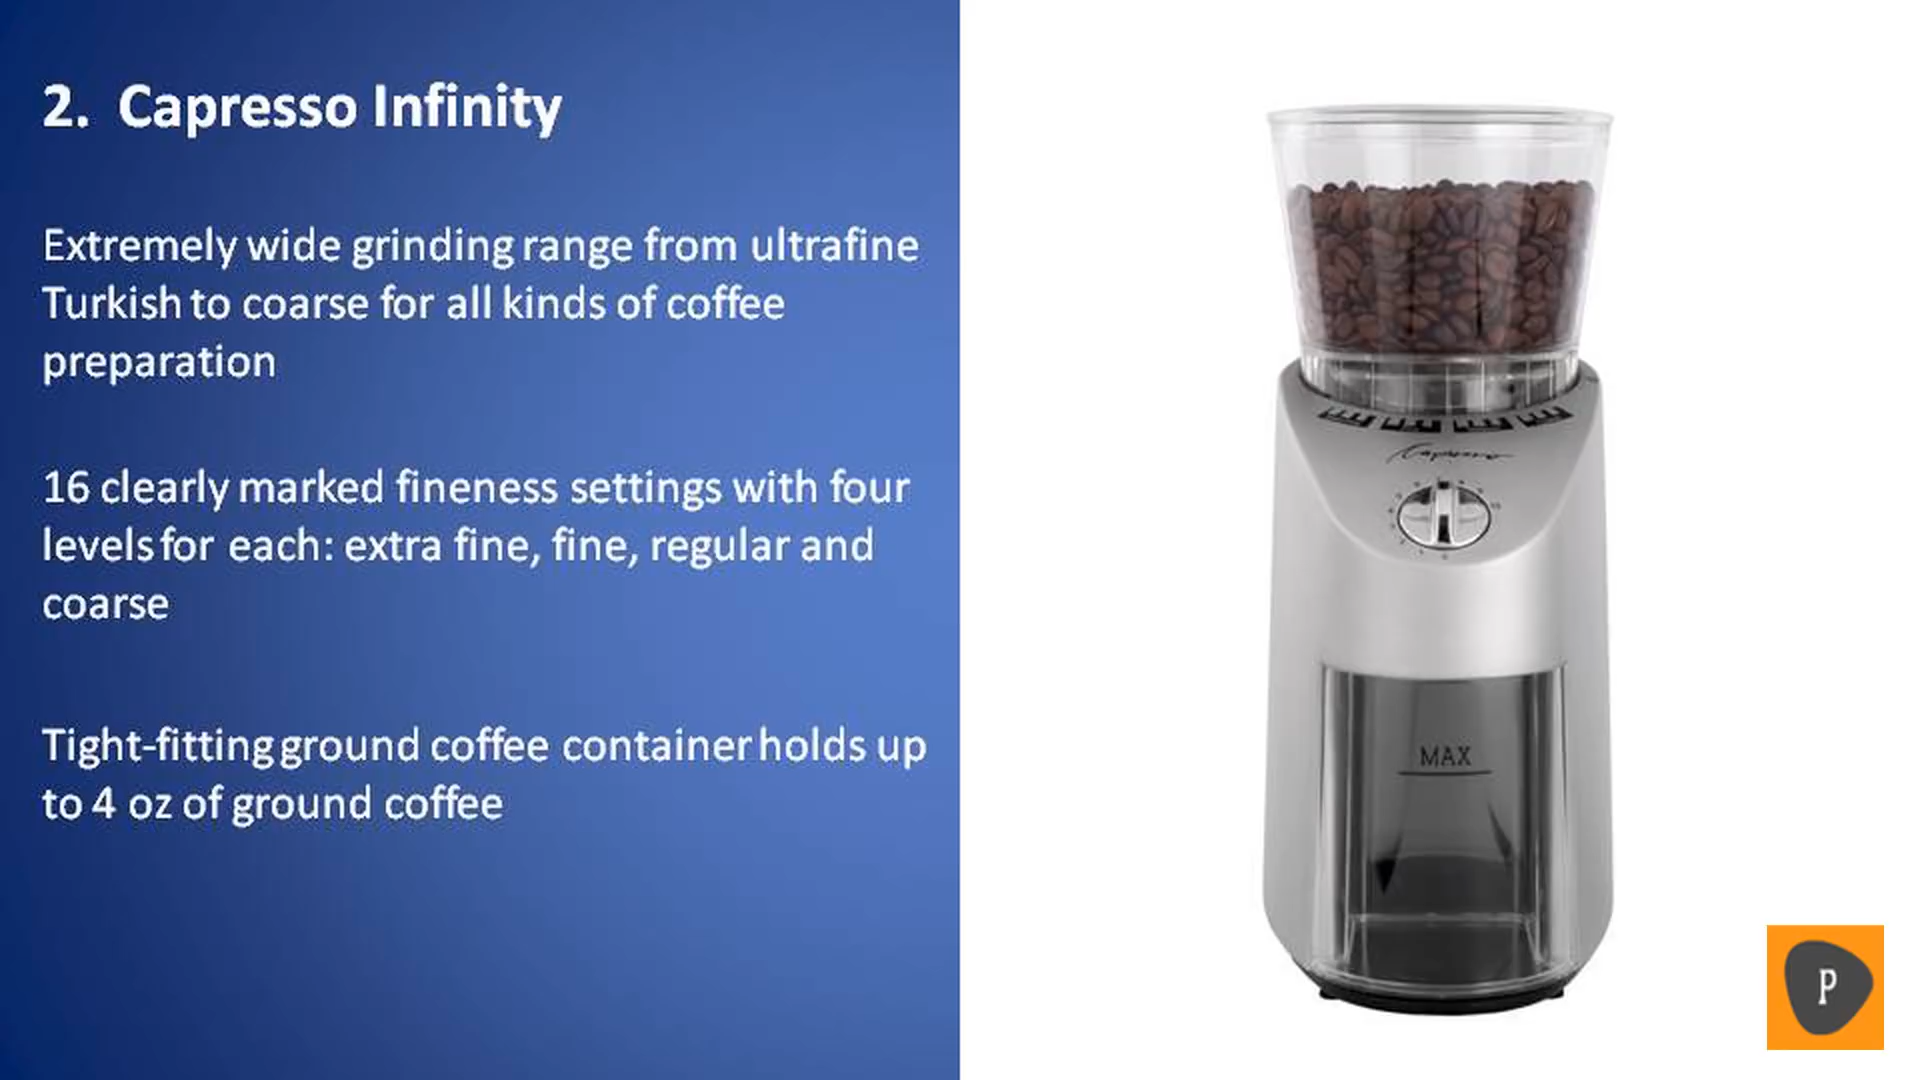 2. Capresso Infinity
Extremely wide grinding range from ultrafine
Turkish to coarse for all kinds of coffee
preparation
16 clearly marked fineness settings with four
levels for each: extra fine, fine, regular and
coarse
Tight-fitting ground coffee container holds up
to 4 oz of ground coffee
Capresso
MAX
P